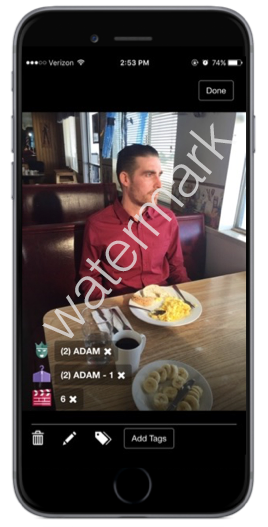 Verizon 2:53 PM 74%
Done
watermark
(2) ADAM ✖
(2) ADAM - 1 ✖
6 ✖
Add Tags